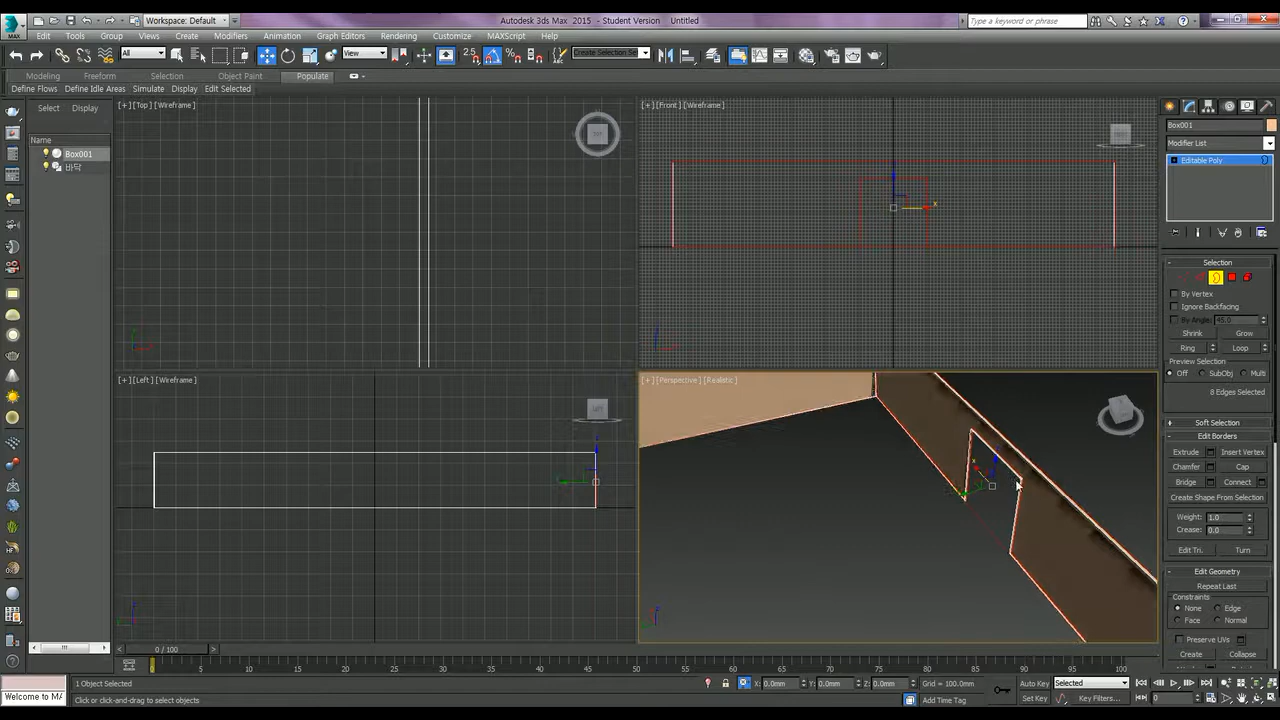 MAX
Workspace: Default
Autodesk 3ds Max 2015 - Student Version Untitled
Type a keyword or phrase
Edit Tools Group Views Create Modifiers Animation Graph Editors Rendering Customize MAXScript Help
All View 2.5 Create Selection Se
Modeling Freeform Selection Object Paint Populate
Define Flows Define Idle Areas Simulate Display Edit Selected
Select Display
Name
Box001
바닥
[+] [Top] [Wireframe]
[+] [Front] [Wireframe]
[+] [Left] [Wireframe]
[+] [Perspective] [Realistic]
Box001
Modifier List
Editable Poly
Selection
By Vertex
Ignore Backfacing
By Angle: 45.0
Shrink Grow
Ring Loop
Preview Selection
Off SubObj Multi
8 Edges Selected
Soft Selection
Edit Borders
Extrude Insert Vertex
Chamfer Cap
Bridge Connect
Create Shape From Selection
Weight: 1.0
Crease: 0.0
Edit Tri. Turn
Edit Geometry
Repeat Last
Constraints
None Edge
Face Normal
Preserve UVs
Create Collapse
0 / 100
0 5 10 15 20 25 30 35 40 45 50 55 60 65 70 75 80 85 90 95 100
1 Object Selected
X: 0.0mm Y: 0.0mm Z: 0.0mm Grid = 100.0mm
Auto Key Selected
Welcome to MA
Click or click-and-drag to select objects
Add Time Tag
Set Key Key Filters... 0